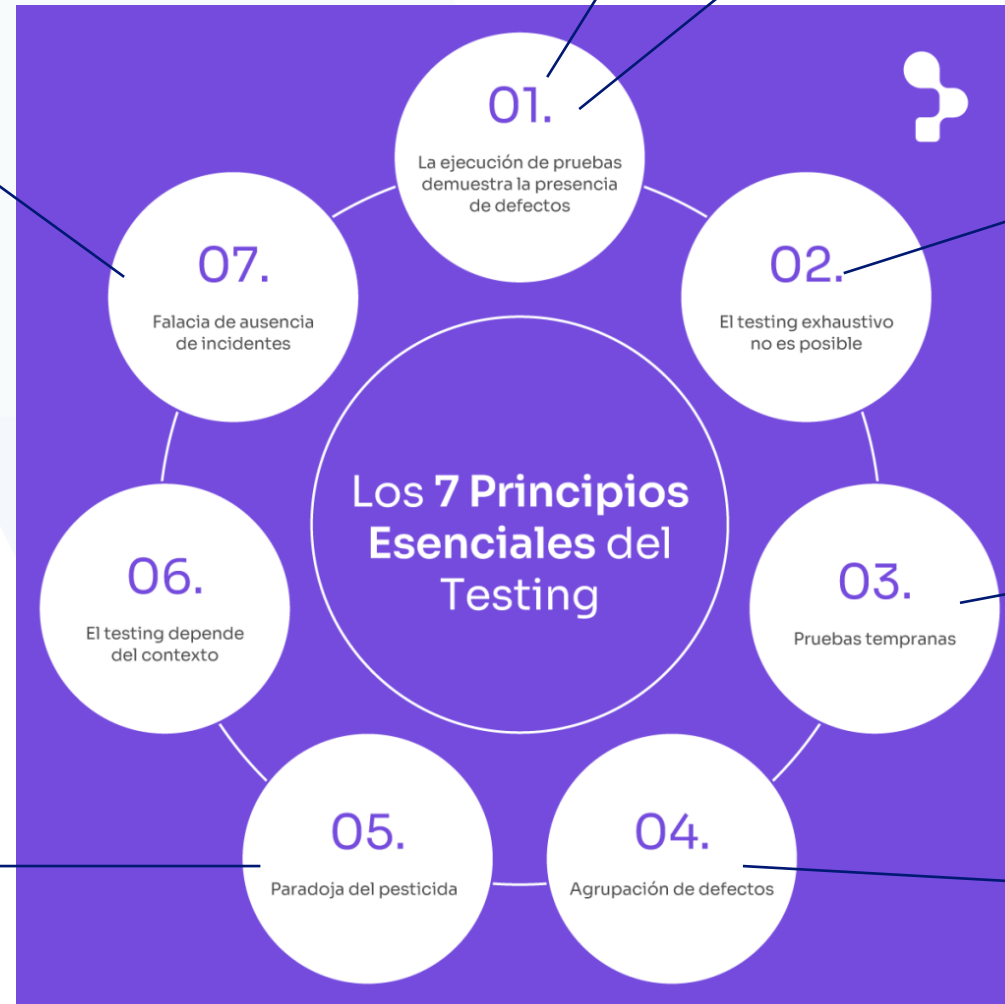 01.
La ejecución de pruebas
demuestra la presencia
de defectos
02.
El testing exhaustivo
no es posible
03.
Pruebas tempranas
04.
Agrupación de defectos
05.
Paradoja del pesticida
06.
El testing depende
del contexto
07.
Falacia de ausencia
de incidentes
Los 7 Principios
Esenciales del
Testing